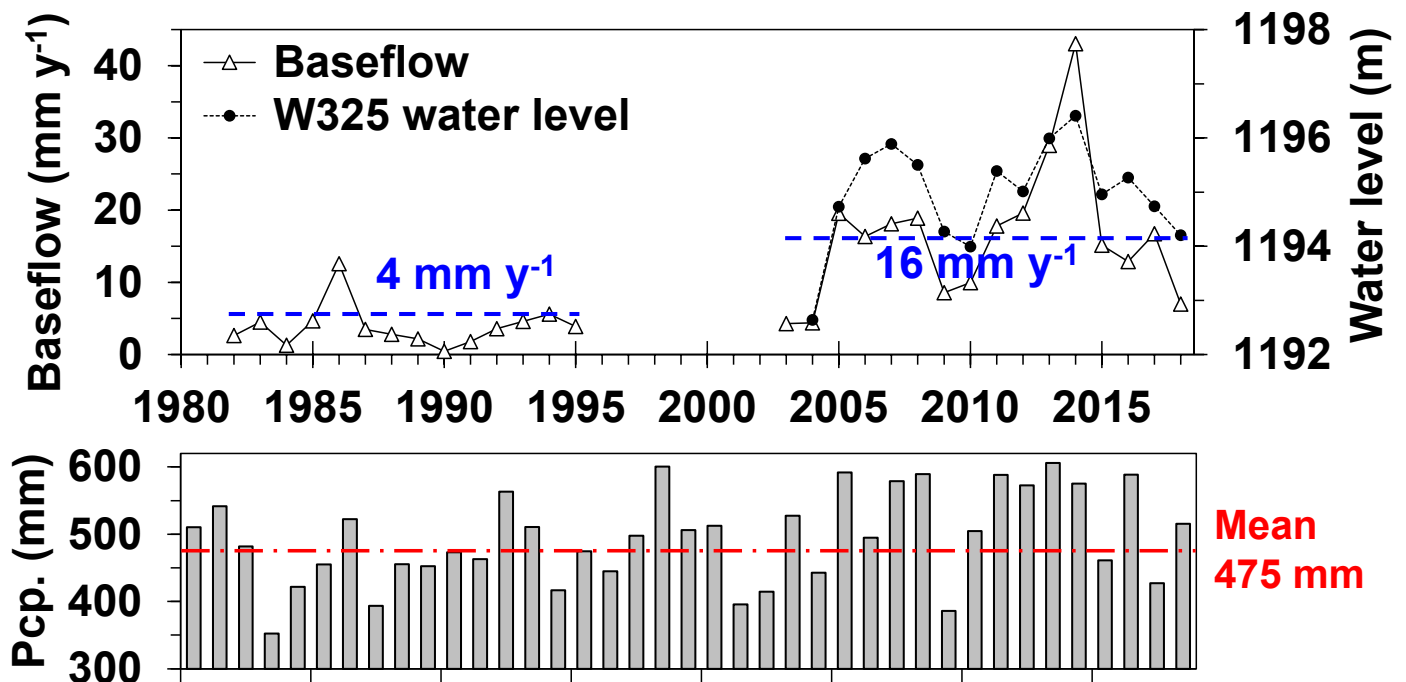 Baseflow (mm y-1)
40
30
20
10
0
Baseflow
W325 water level
4 mm y-1
16 mm y-1
1198
1196
1194
1192
Water level (m)
1980 1985 1990 1995 2000 2005 2010 2015
Pcp. (mm)
600
500
400
300
Mean
475 mm